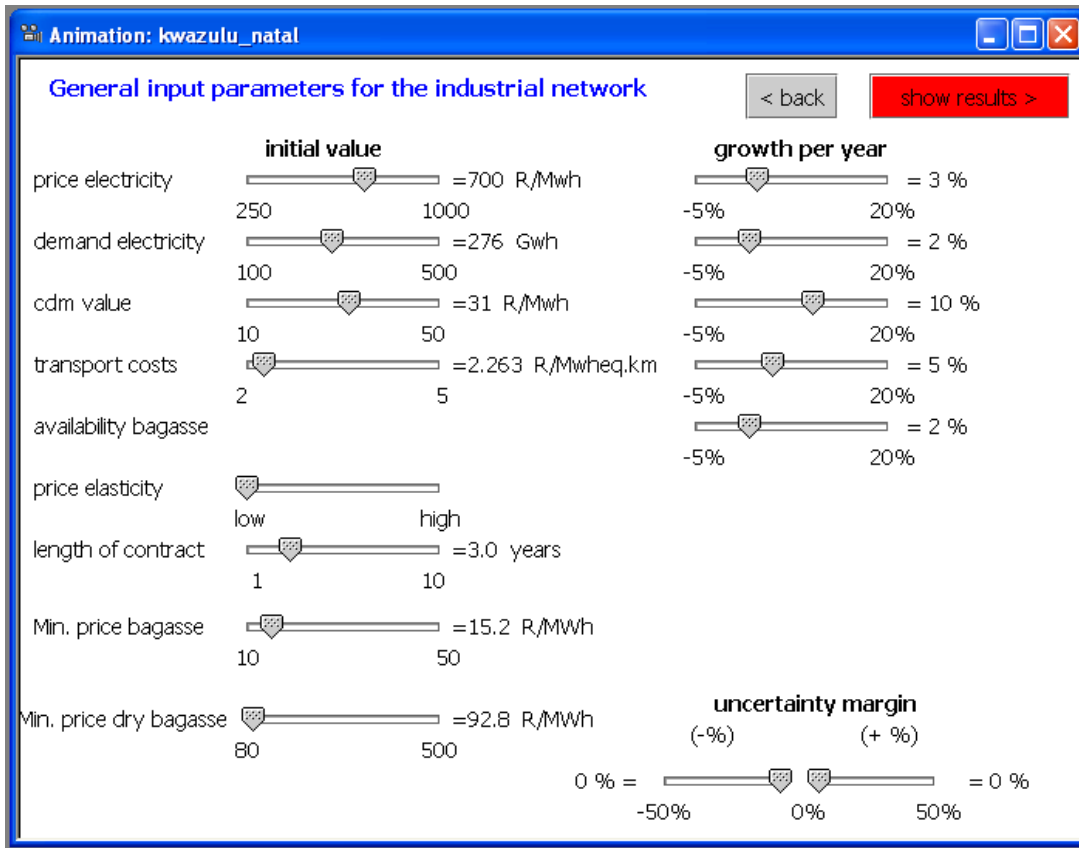 Animation: kwazulu_natal
General input parameters for the industrial network
< back
show results >
initial value
growth per year
price electricity =700 R/Mwh = 3 %
250 1000 -5% 20%
demand electricity =276 Gwh = 2 %
100 500 -5% 20%
cdm value =31 R/Mwh = 10 %
10 50 -5% 20%
transport costs =2.263 R/Mwheq.km = 5 %
2 5 -5% 20%
availability bagasse = 2 %
-5% 20%
price elasticity
low high
length of contract =3.0 years
1 10
Min. price bagasse =15.2 R/MWh
10 50
Min. price dry bagasse =92.8 R/MWh
80 500
uncertainty margin
(-%) (+ %)
0 % = = 0 %
-50% 0% 50%